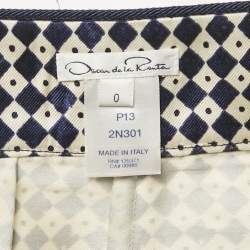 Oscar de la Renta
0
P13
2N301
MADE IN ITALY